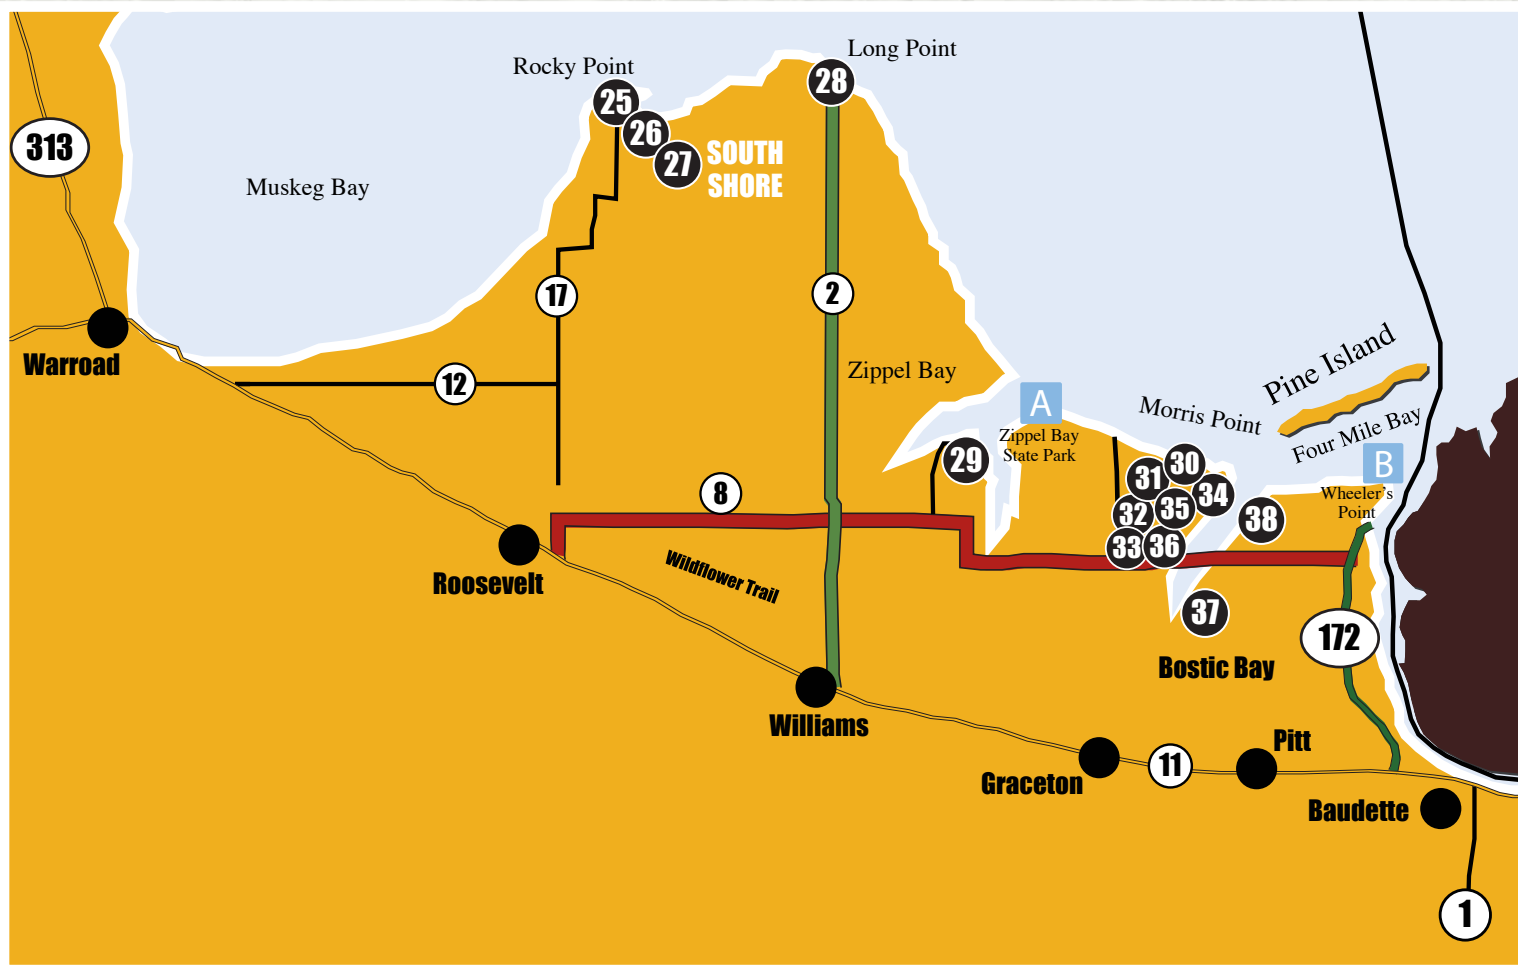 Long Point
Rocky Point
28
25
26
27
SOUTH
SHORE
313
Muskeg Bay
17
2
Warroad
12
Zippel Bay
Pine Island
A
Morris Point
Four Mile Bay
Zippel Bay
State Park
B
Wheeler's
Point
29
30
31
34
32
35
38
33
36
8
Wildflower Trail
Roosevelt
37
172
Bostic Bay
Williams
Graceton
11
Pitt
Baudette
1